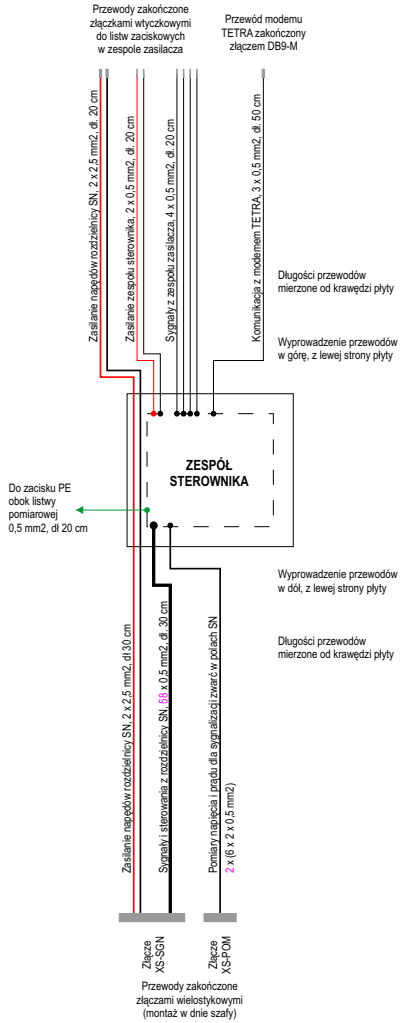 Przewody zakończone
złączkami wtyczkowymi
do listw zaciskowych
w zespole zasilacza
Przewód modemu
TETRA zakończony
złączem DB9-M
Zasilanie napędów rozdzielnicy SN, 2 x 2,5 mm2, dł. 20 cm
Zasilanie zespołu sterownika, 2 x 0,5 mm2, dł. 20 cm
Sygnały z zespołu zasilacza, 4 x 0,5 mm2, dł. 20 cm
Komunikacja z modemem TETRA, 3 x 0,5 mm2, dł. 50 cm
Długości przewodów
mierzone od krawędzi płyty
Wyprowadzenie przewodów
w górę, z lewej strony płyty
ZESPÓŁ
STEROWNIKA
Do zacisku PE
obok listwy
pomiarowej
0,5 mm2, dł 20 cm
Wyprowadzenie przewodów
w dół, z lewej strony płyty
Długości przewodów
mierzone od krawędzi płyty
Zasilanie napędów rozdzielnicy SN, 2 x 2,5 mm2, dł 30 cm
Sygnały i sterowania z rozdzielnicy SN, 58 x 0,5 mm2, dł. 30 cm
Pomiary napięcia i prądu dla sygnalizacji zwarć w polach SN
2 x (6 x 2 x 0,5 mm2)
Złącze
XS-SGN
Złącze
XS-POM
Przewody zakończone
złączami wielostykowymi
(montaż w dnie szafy)